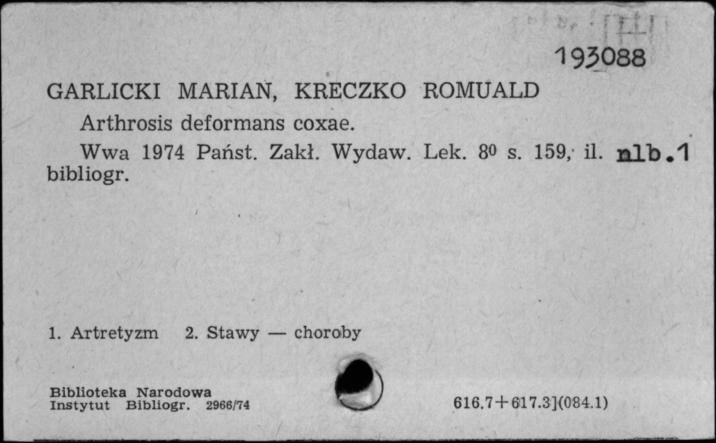 193088
GARLICKI MARIAN, KRECZKO ROMUALD
Arthrosis deformans coxae.
Wwa 1974 Państ. Zakł. Wydaw. Lek. 8⁰ s. 159, il. nlb.1
bibliogr.
1. Artretyzm 2. Stawy — choroby
Biblioteka Narodowa
Instytut Bibliogr. 2966/74
616.7+617.3](084.1)